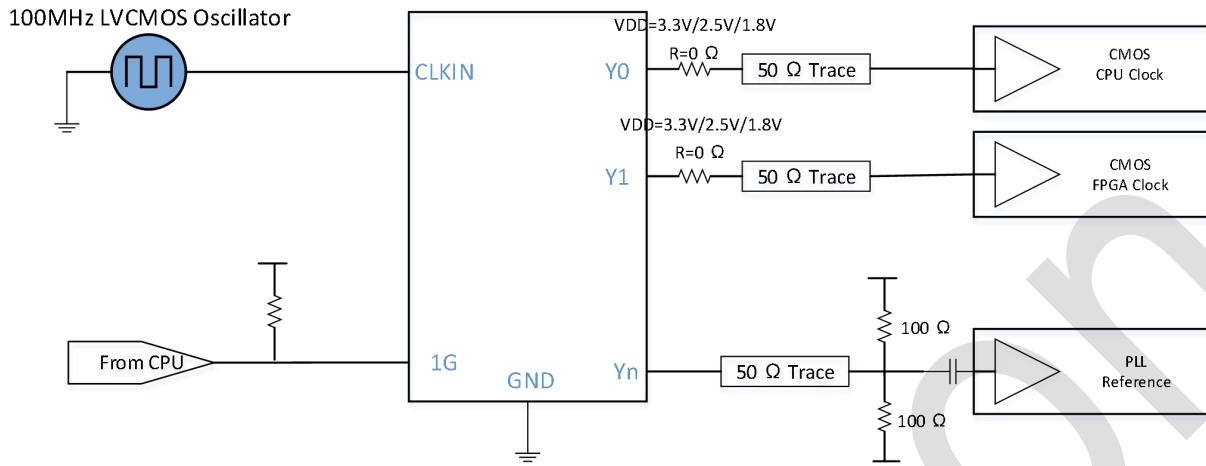 100MHz LVCMOS Oscillator
VDD=3.3V/2.5V/1.8V
R=0 Ω
CLKIN
Y0
50 Ω Trace
CMOS
CPU Clock
VDD=3.3V/2.5V/1.8V
R=0 Ω
Y1
50 Ω Trace
CMOS
FPGA Clock
From CPU
1G
GND
Yn
50 Ω Trace
100 Ω
100 Ω
PLL
Reference